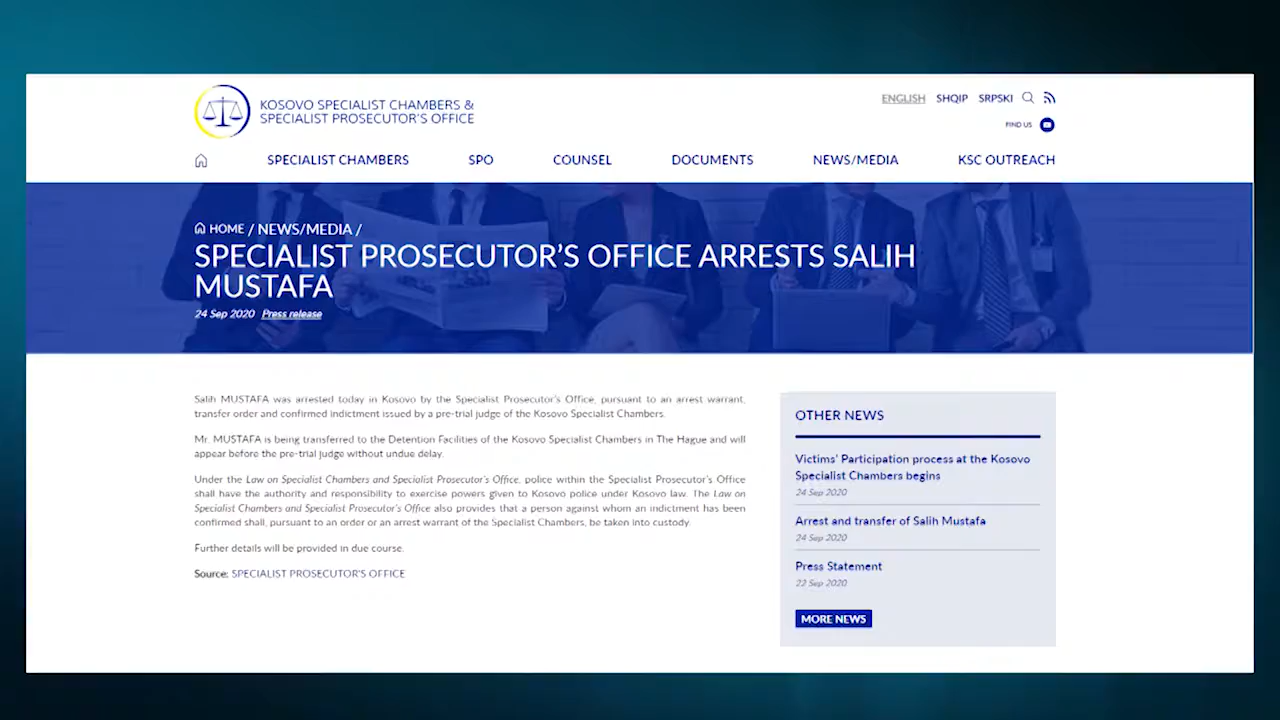 KOSOVO SPECIALIST CHAMBERS &
SPECIALIST PROSECUTOR'S OFFICE
ENGLISH SHQIP SRPSKI
FIND US
SPECIALIST CHAMBERS SPO COUNSEL DOCUMENTS NEWS/MEDIA KSC OUTREACH
HOME / NEWS/MEDIA /
SPECIALIST PROSECUTOR'S OFFICE ARRESTS SALIH
MUSTAFA
24 Sep 2020 Press release
Salih MUSTAFA was arrested today in Kosovo by the Specialist Prosecutor's Office, pursuant to an arrest warrant,
transfer order and confirmed indictment issued by a pre-trial judge of the Kosovo Specialist Chambers.
Mr. MUSTAFA is being transferred to the Detention Facilities of the Kosovo Specialist Chambers in The Hague and will
appear before the pre-trial judge without undue delay.
Under the Law on Specialist Chambers and Specialist Prosecutor's Office, police within the Specialist Prosecutor's Office
shall have the authority and responsibility to exercise powers given to Kosovo police under Kosovo law. The Law on
Specialist Chambers and Specialist Prosecutor's Office also provides that a person against whom an indictment has been
confirmed shall, pursuant to an order or an arrest warrant of the Specialist Chambers, be taken into custody.
Further details will be provided in due course.
Source: SPECIALIST PROSECUTOR'S OFFICE
OTHER NEWS
Victims' Participation process at the Kosovo
Specialist Chambers begins
24 Sep 2020
Arrest and transfer of Salih Mustafa
24 Sep 2020
Press Statement
22 Sep 2020
MORE NEWS